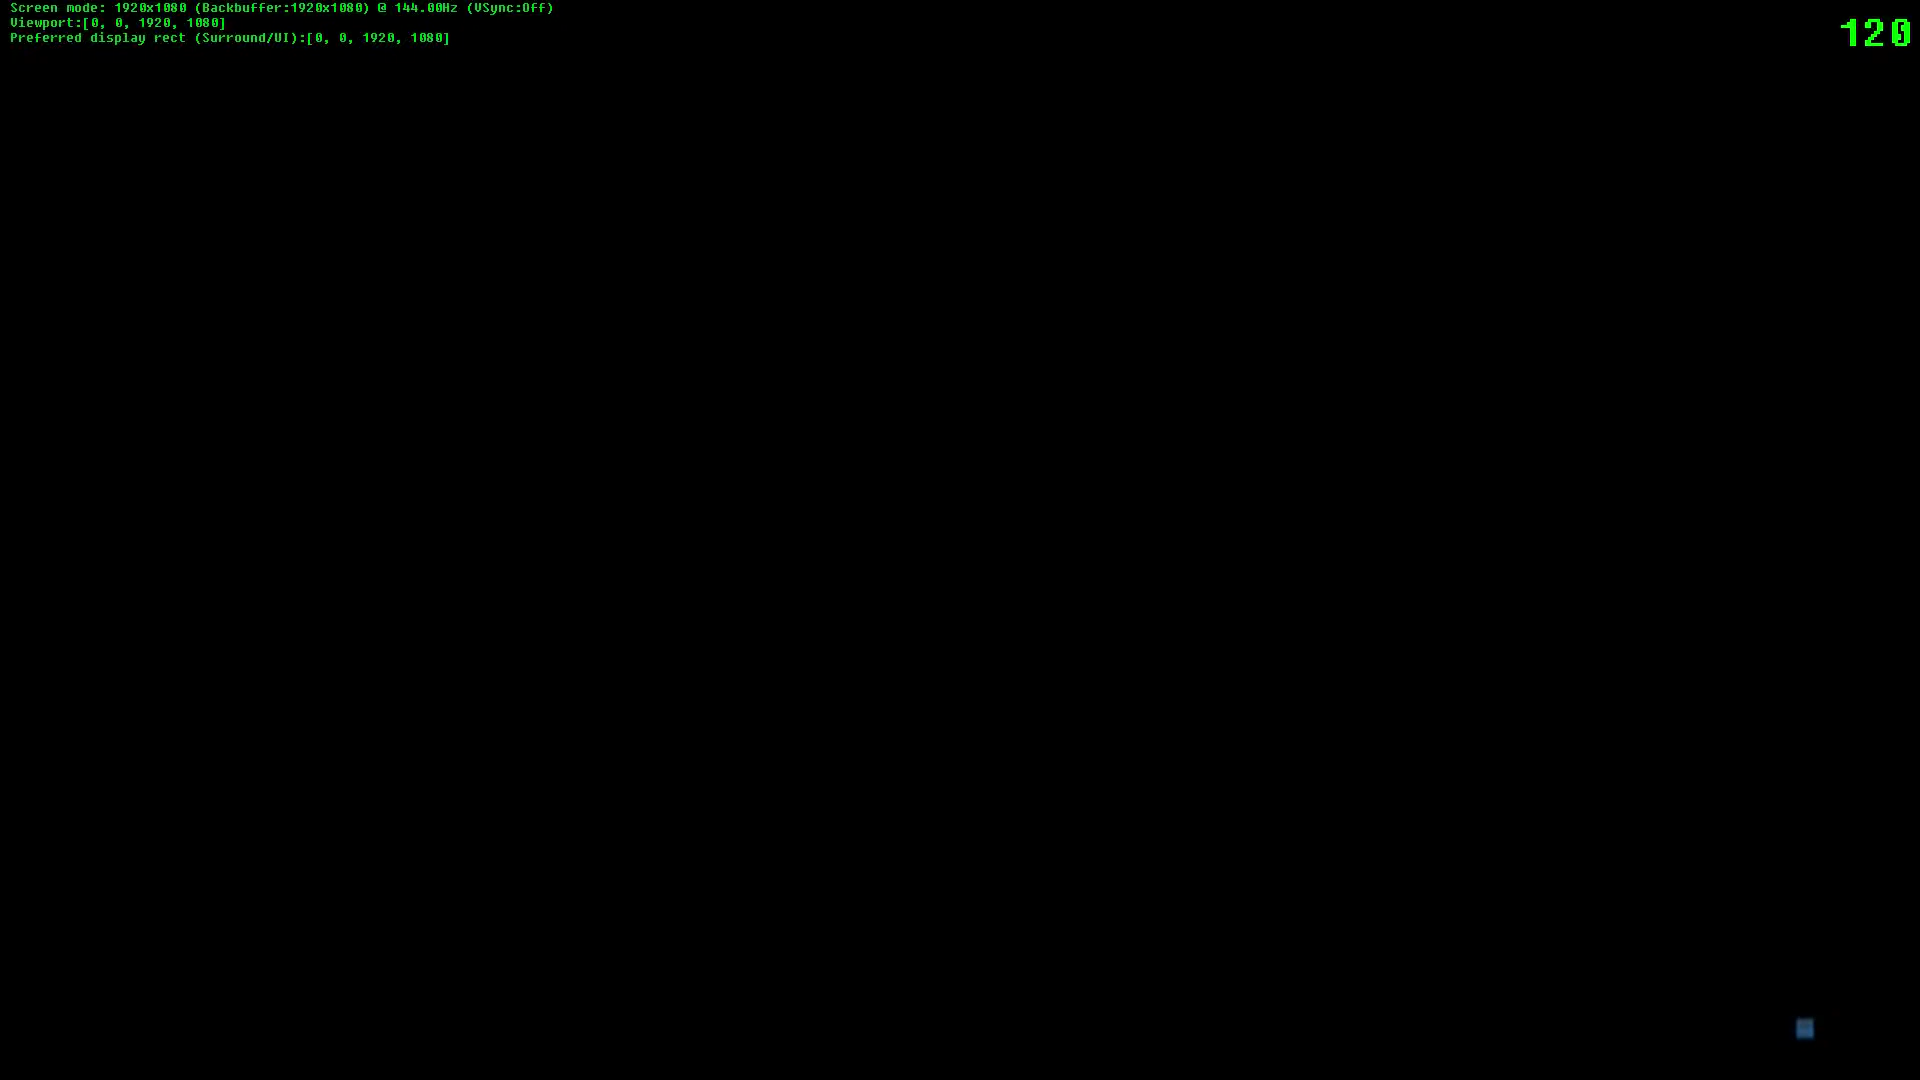 Screen mode: 1920x1080 (Backbuffer:1920x1080) @ 144.00Hz (VSync:Off)
Viewport:[0, 0, 1920, 1080]
Preferred display rect (Surround/UI):[0, 0, 1920, 1080]
120